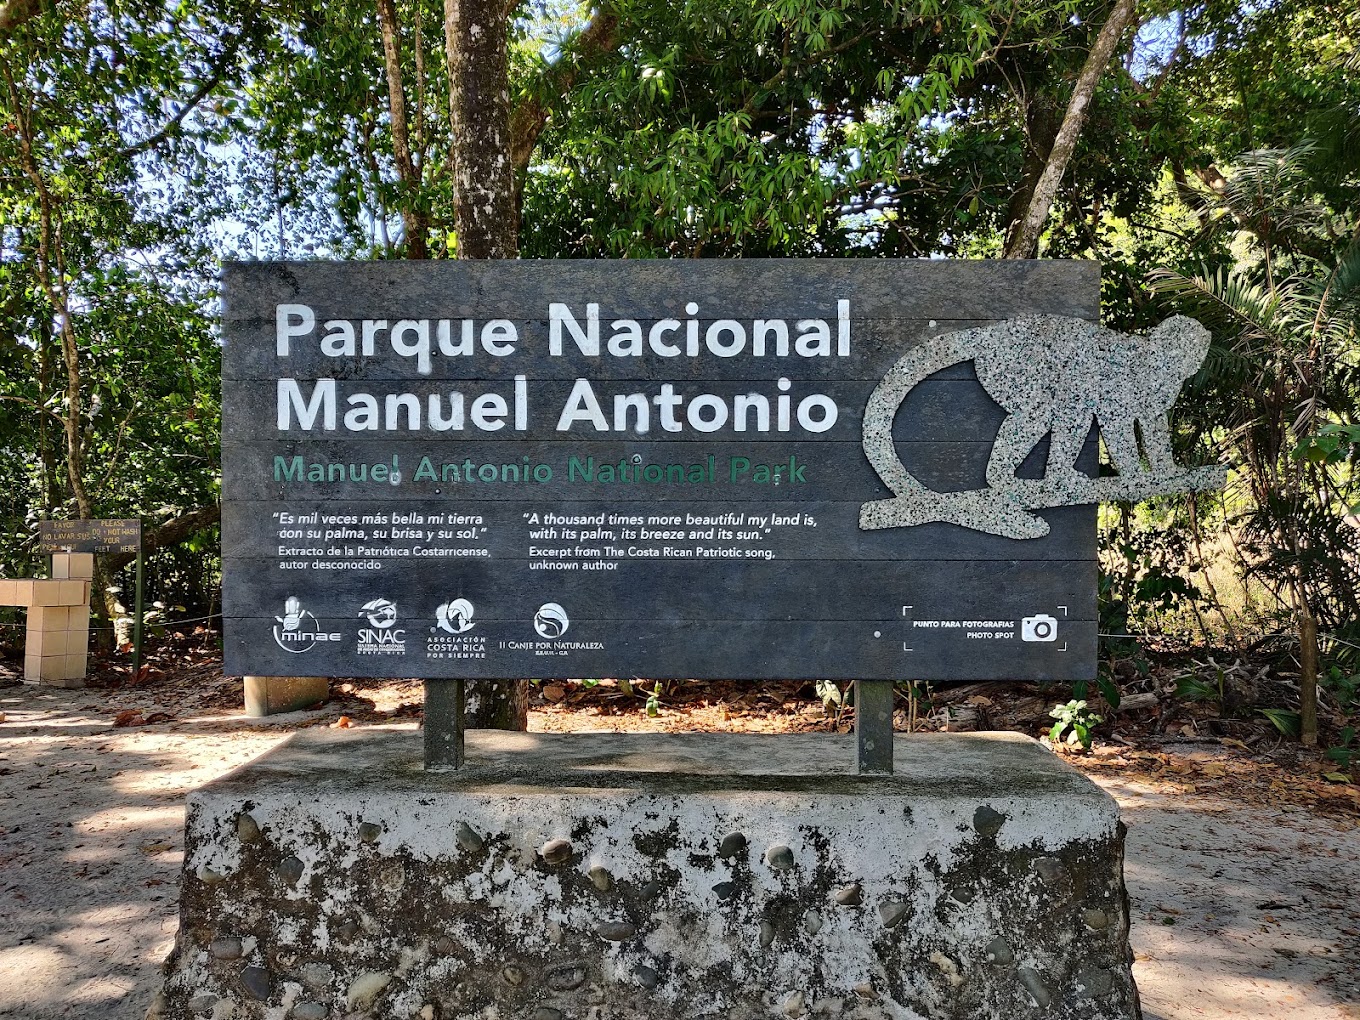 Parque Nacional
Manuel Antonio
Manuel Antonio National Park
"Es mil veces más bella mi tierra
con su palma, su brisa y su sol."
Extracto de la Patriótica Costarricense,
autor desconocido
"A thousand times more beautiful my land is,
with its palm, its breeze and its sun."
Excerpt from The Costa Rican Patriotic song,
unknown author
minae
SINAC
SISTEMA NACIONAL
COSTA RICA
ASOCIACIÓN
COSTA RICA
POR SIEMPRE
II CANJE POR NATURALEZA
PUNTO PARA FOTOGRAFIAS
PHOTO SPOT
FAVOR
NO LAVAR SUS
PIES
PLEASE
DO NOT WASH
YOUR
FEET HERE